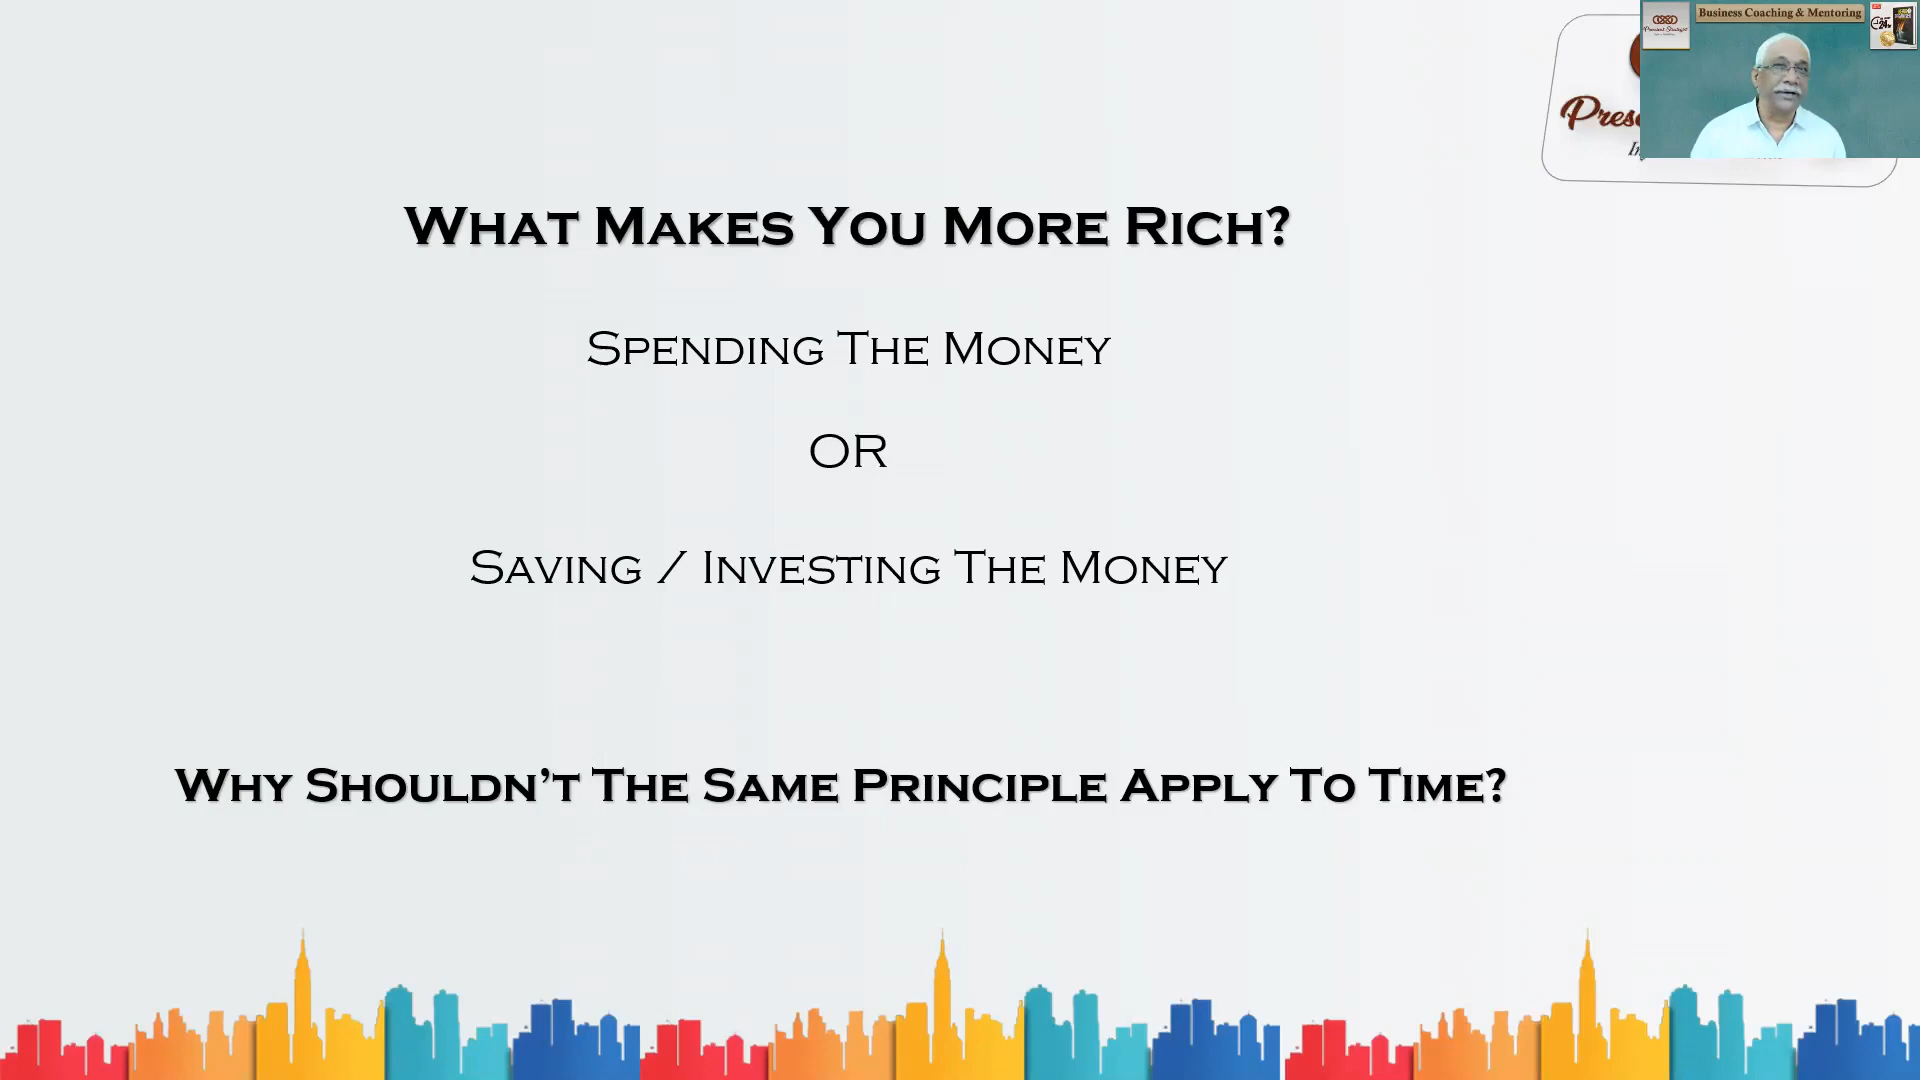 Business Coaching & Mentoring
What Makes You More Rich?
Spending The Money
OR
Saving / Investing The Money
Why Shouldn't The Same Principle Apply To Time?